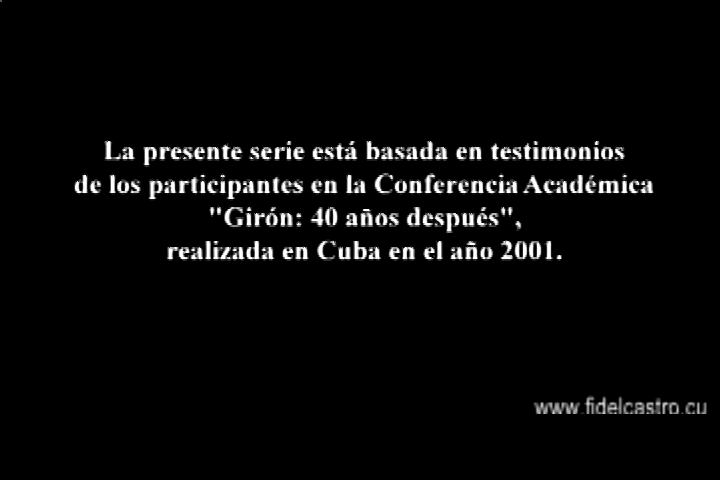 La presente serie está basada en testimonios
de los participantes en la Conferencia Académica
"Girón: 40 años después",
realizada en Cuba en el año 2001.
www.fidelcastro.cu